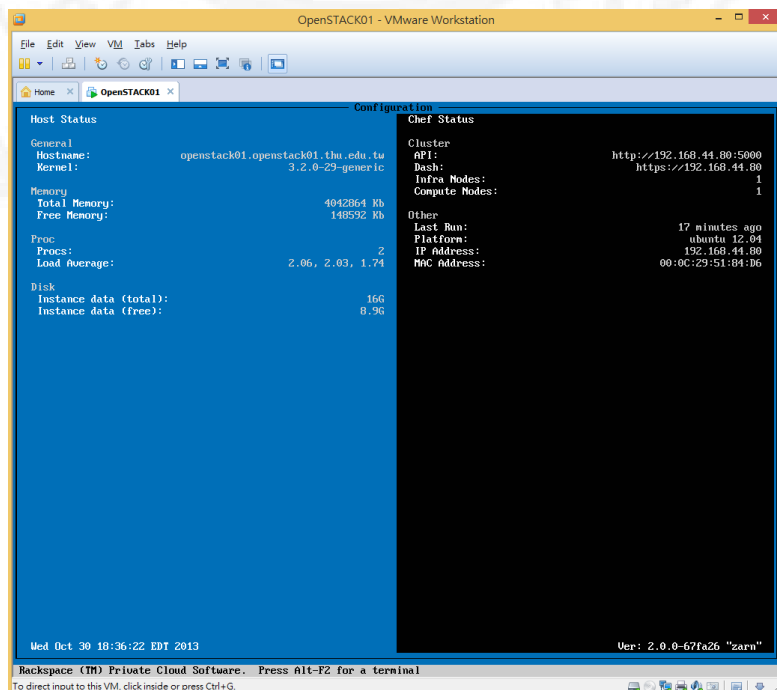 OpenSTACK01 - VMware Workstation
File Edit View VM Tabs Help
Home OpenSTACK01
Configuration
Host Status
General
Hostname: openstack01.openstack01.thu.edu.tw
Kernel: 3.2.0-29-generic
Memory
Total Memory: 4042864 Kb
Free Memory: 148592 Kb
Proc
Procs: 2
Load Average: 2.06, 2.03, 1.74
Disk
Instance data (total): 16G
Instance data (free): 8.9G
Wed Oct 30 18:36:22 EDT 2013
Chef Status
Cluster
API: http://192.168.44.80:5000
Dash: https://192.168.44.80
Infra Nodes: 1
Compute Nodes: 1
Other
Last Run: 17 minutes ago
Platform: ubuntu 12.04
IP Address: 192.168.44.80
MAC Address: 00:0C:29:51:84:D6
Ver: 2.0.0-67fa26 "zarn"
Rackspace (TM) Private Cloud Software. Press Alt-F2 for a terminal
To direct input to this VM, click inside or press Ctrl+G.